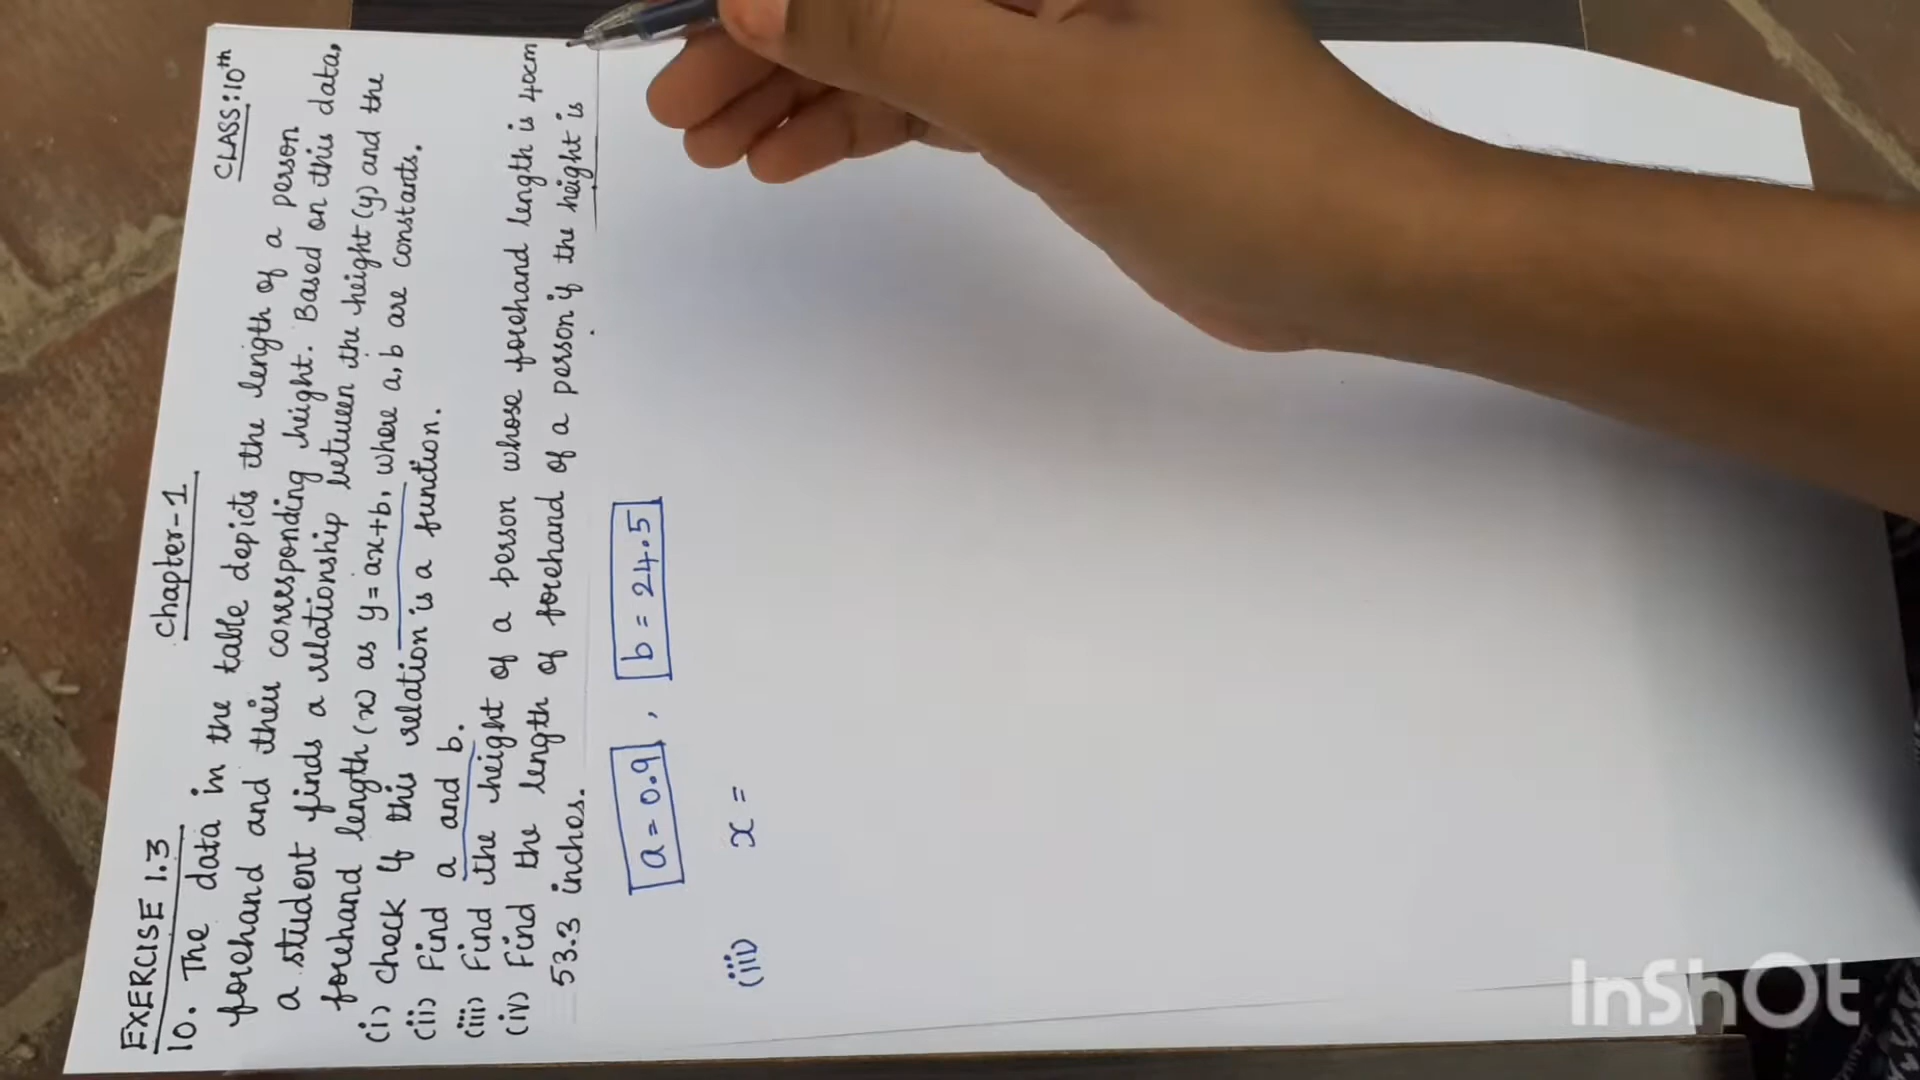 Chapter-1
EXERCISE 1.3
CLASS:10th
10. The data in the table depicts the length of a person
forehand and their corresponding height. Based on this data,
a student finds a relationship between the height (y) and the
forehand length (x) as y = ax+b, where a, b are constants.
(i) check if this relation is a function.
(ii) Find a and b.
(iii) Find the height of a person whose forehand length is 40cm
(iv) Find the length of forehand of a person if the height is
53.3 inches.
a = 0.9 , b = 24.5
(iii) x =
InShOt